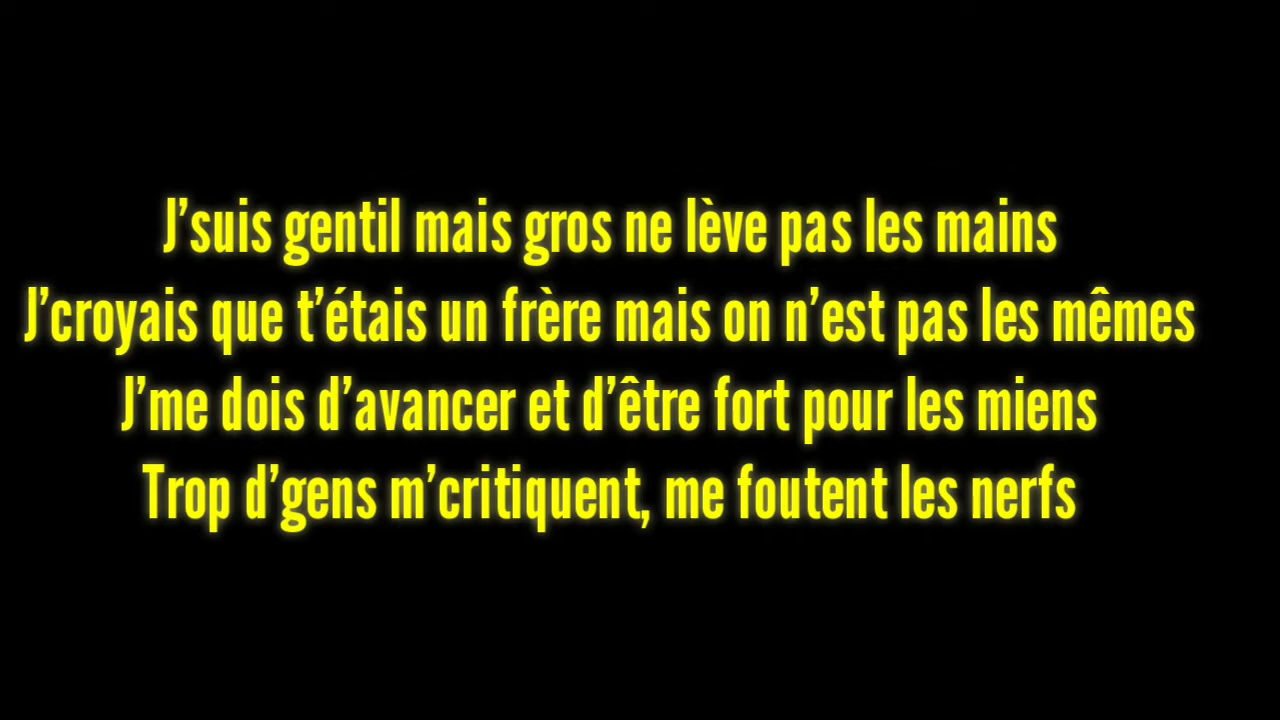 J’suis gentil mais gros ne lève pas les mains
J’croyais que t’étais un frère mais on n’est pas les mêmes
J’me dois d’avancer et d’être fort pour les miens
Trop d’gens m’critiquent, me foutent les nerfs